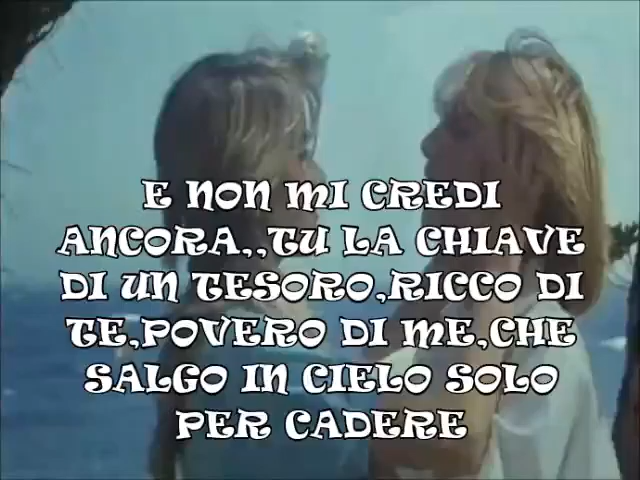 E NON MI CREDI
ANCORA,,TU LA CHIAVE
DI UN TESORO,RICCO DI
TE,POVERO DI ME,CHE
SALGO IN CIELO SOLO
PER CADERE